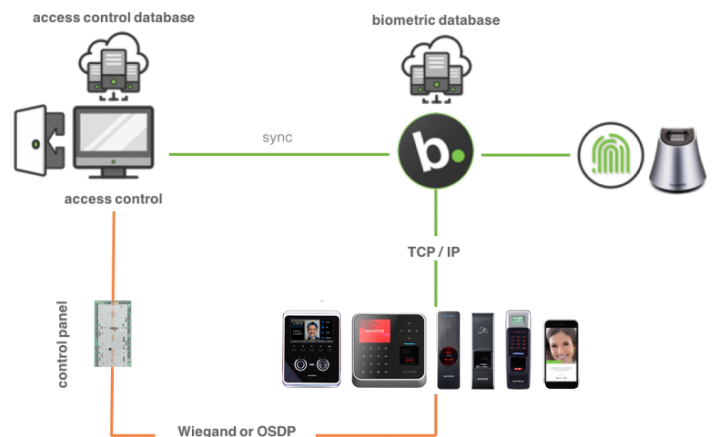 access control database
biometric database
sync
b.
access control
TCP / IP
control panel
Wiegand or OSDP